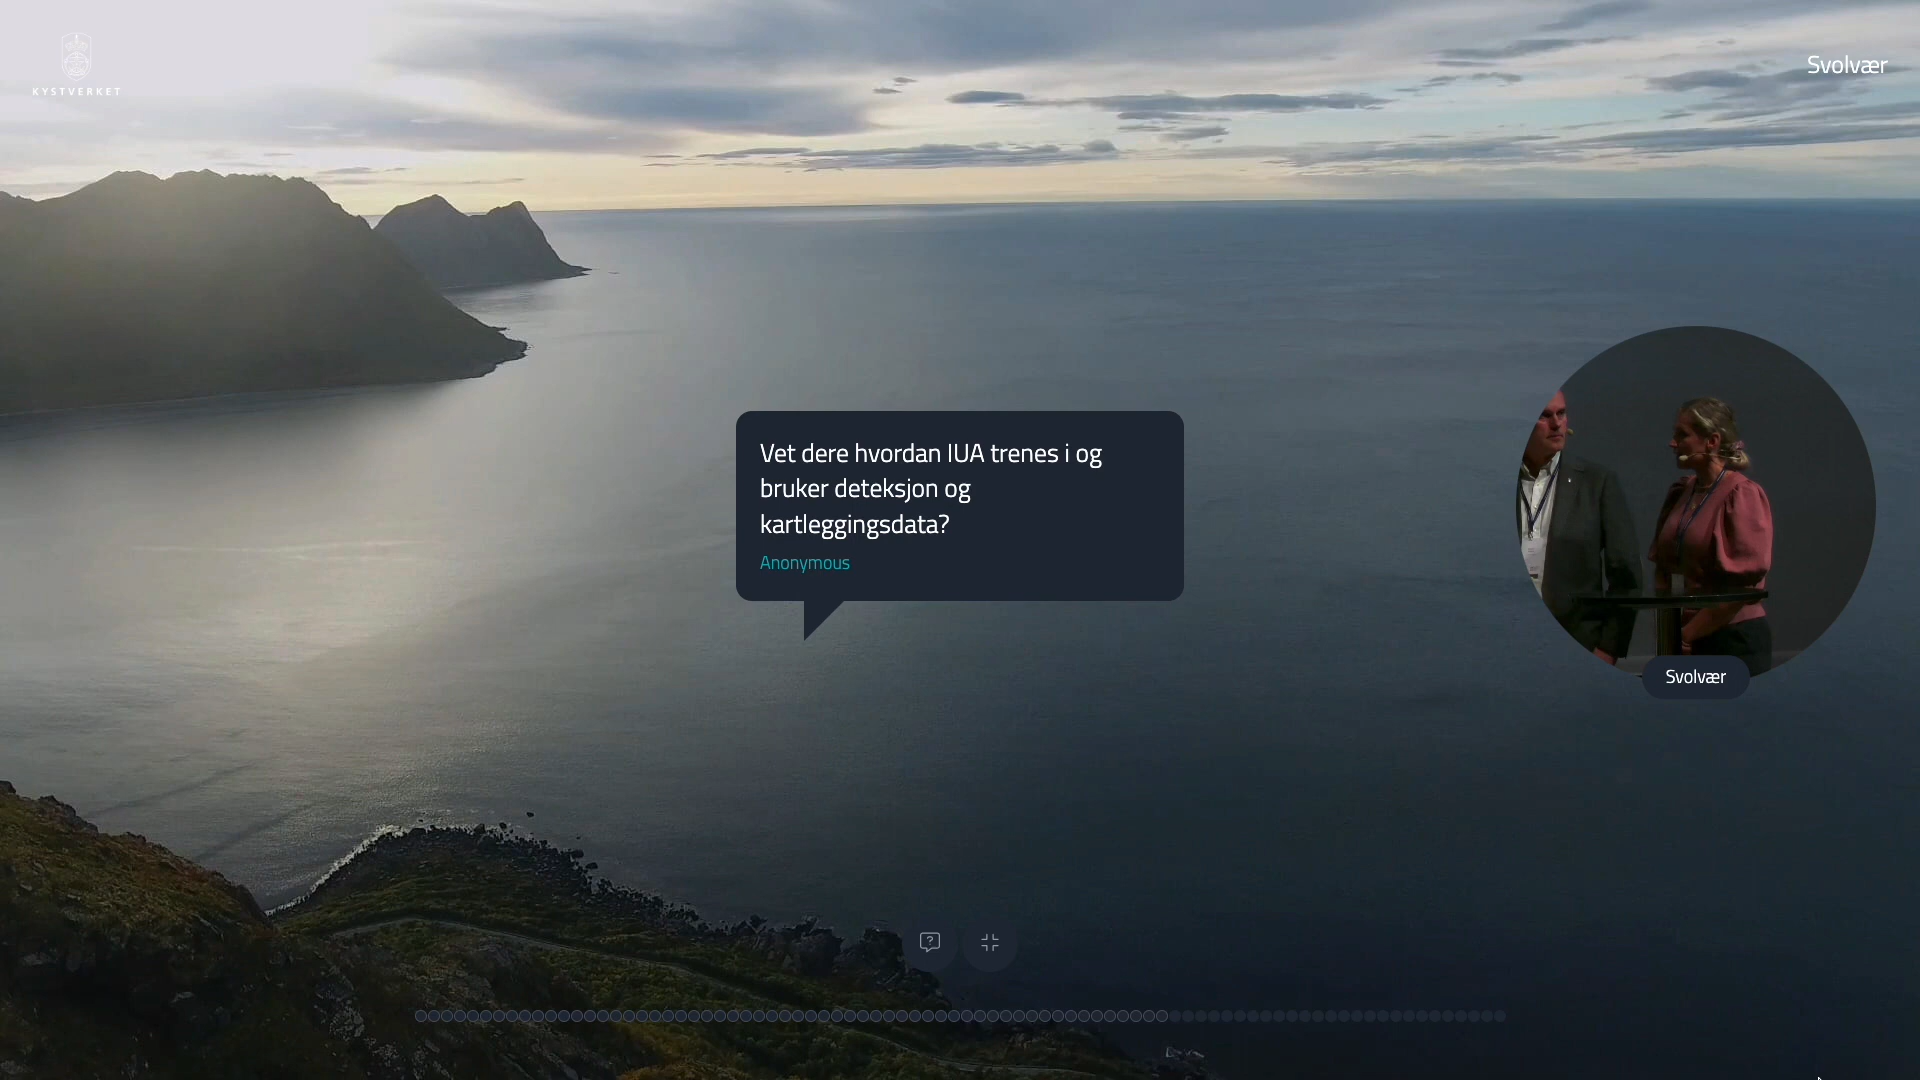 KYSTVERKET
Svolvær
Vet dere hvordan IUA trenes i og
bruker deteksjon og
kartleggingsdata?
Anonymous
Svolvær